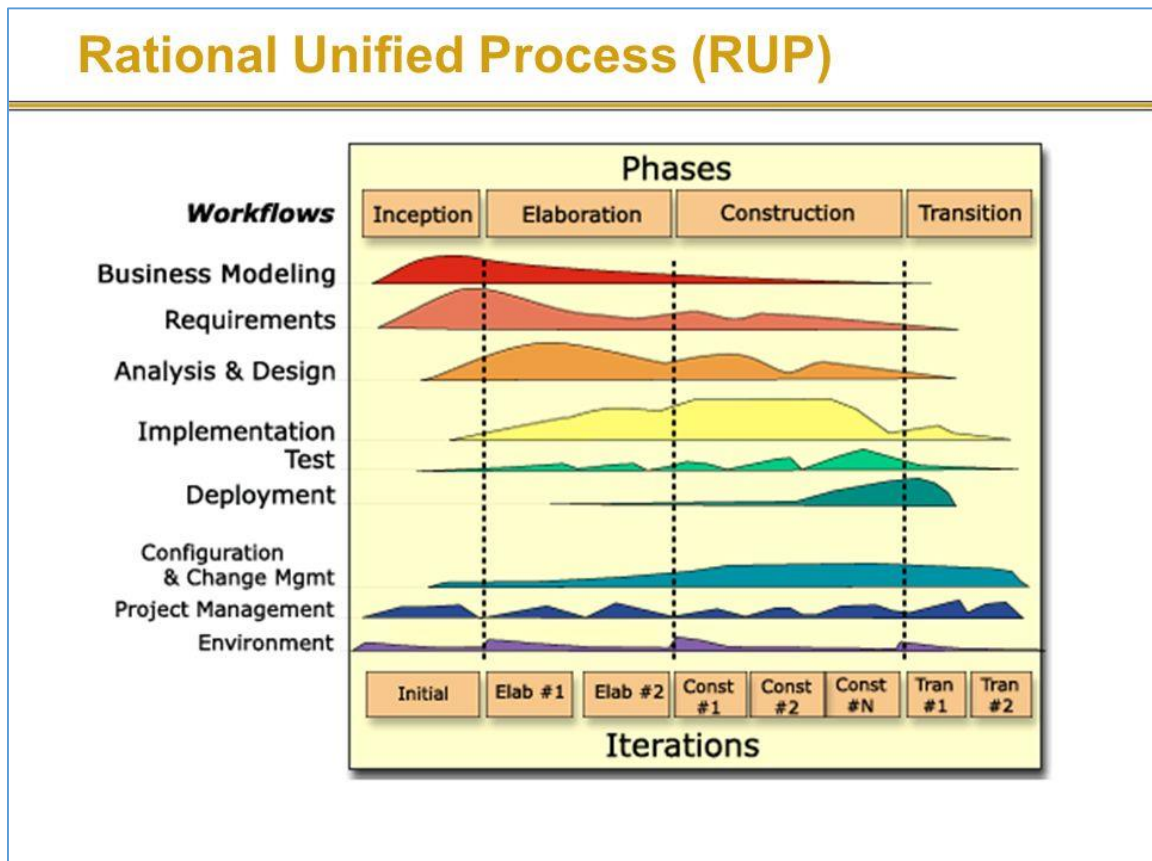 Rational Unified Process (RUP)
Phases
Workflows
Inception
Elaboration
Construction
Transition
Business Modeling
Requirements
Analysis & Design
Implementation
Test
Deployment
Configuration
& Change Mgmt
Project Management
Environment
Initial
Elab #1
Elab #2
Const
#1
Const
#2
Const
#N
Tran
#1
Tran
#2
Iterations